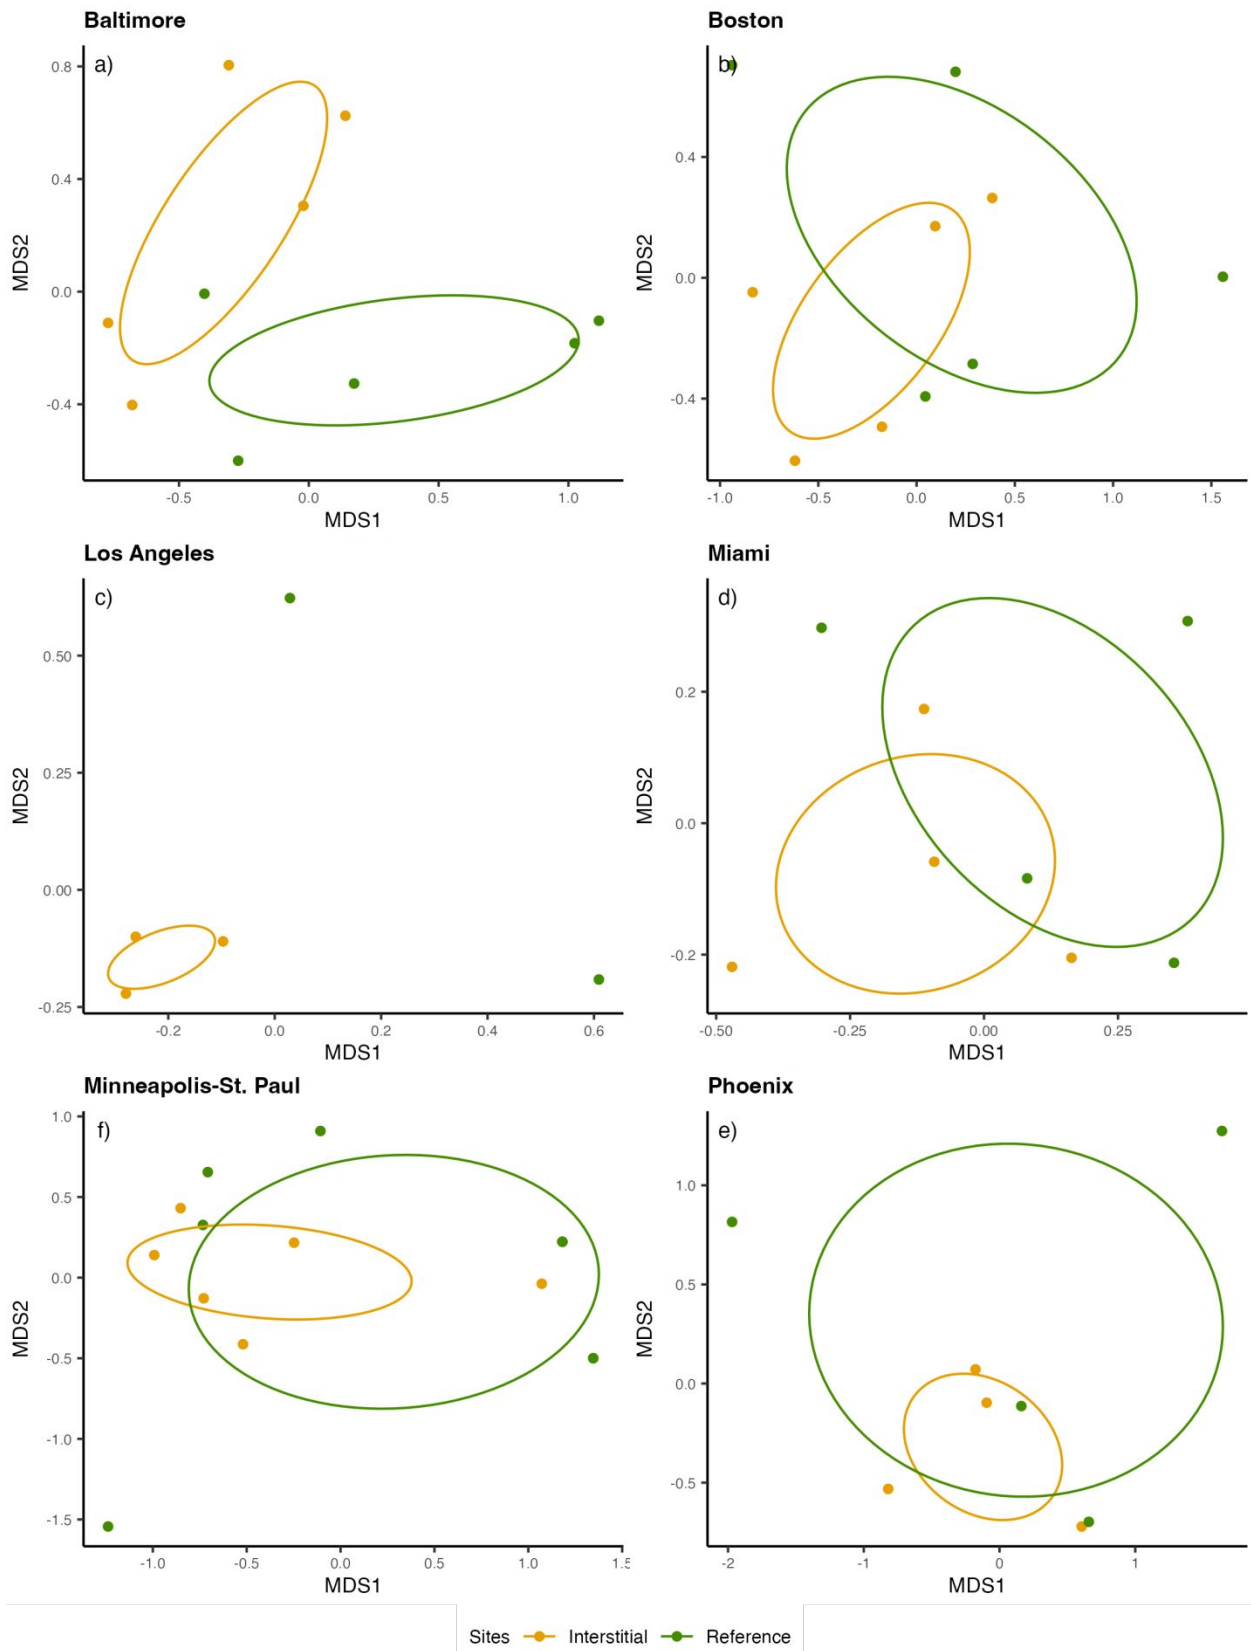 Baltimore
a)
0.8
0.4
0.0
-0.4
MDS2
-0.5 0.0 0.5 1.0
MDS1
Boston
b)
0.4
0.0
-0.4
MDS2
-1.0 -0.5 0.0 0.5 1.0 1.5
MDS1
Los Angeles
c)
0.50
0.25
0.00
-0.25
MDS2
-0.2 0.0 0.2 0.4 0.6
MDS1
Miami
d)
0.2
0.0
-0.2
MDS2
-0.50 -0.25 0.00 0.25
MDS1
Minneapolis-St. Paul
f)
1.0
0.5
0.0
-0.5
-1.0
-1.5
MDS2
-1.0 -0.5 0.0 0.5 1.0 1.5
MDS1
Phoenix
e)
1.0
0.5
0.0
-0.5
MDS2
-2 -1 0 1
MDS1
Sites Interstitial Reference